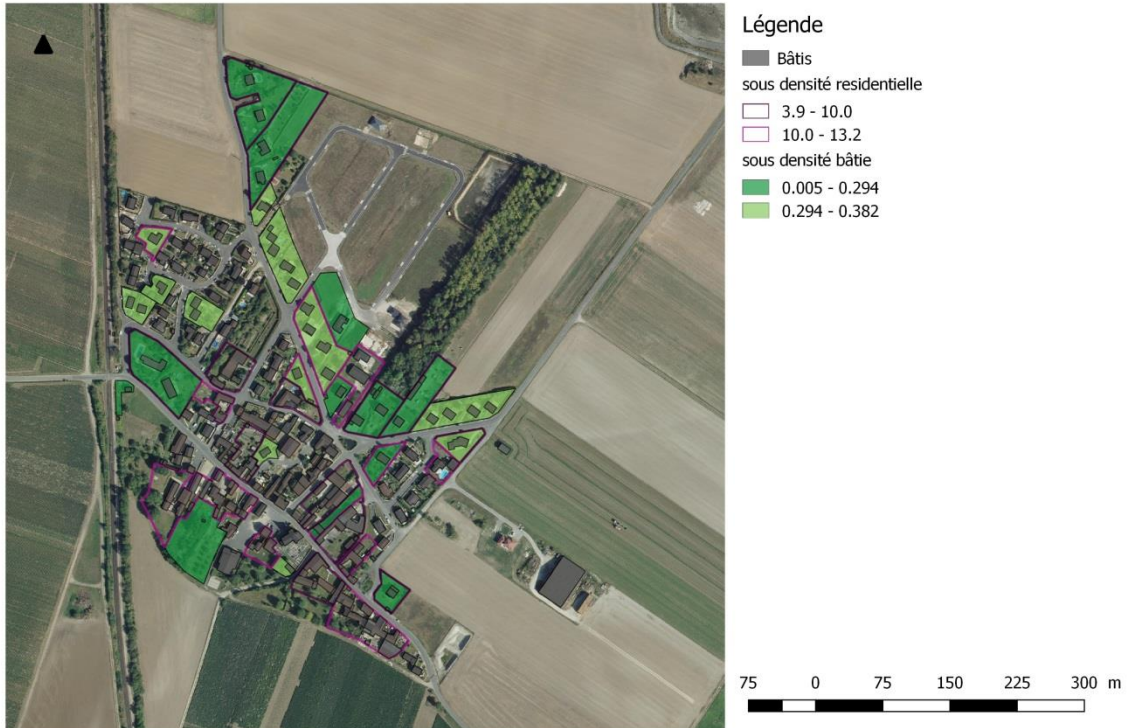 Légende
Bâtis
sous densité residentielle
3.9 - 10.0
10.0 - 13.2
sous densité bâtie
0.005 - 0.294
0.294 - 0.382
75 0 75 150 225 300 m